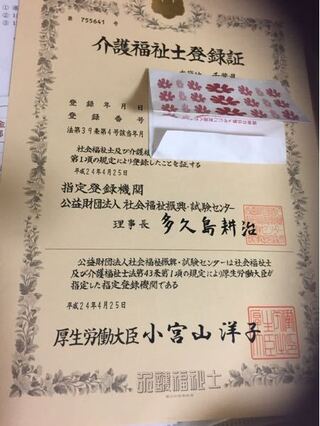 第 755641 号
介護福祉士登録証
千葉県
登録年月日
登録番号
法第39条第4号該当年月
社会福祉士及び介護
第1項の規定により登録したことを証する
平成24年4月25日
指定登録機関
公益財団法人社会福祉振興・試験センター
理事長 多久島耕治
公益財団法人社会福祉振興・試験センターは社会福祉士
及び介護福祉士法第43条第1項の規定により厚生労働大臣が
指定した指定登録機関である
平成24年4月25日
厚生労働大臣 小宮山洋子
介護福祉士